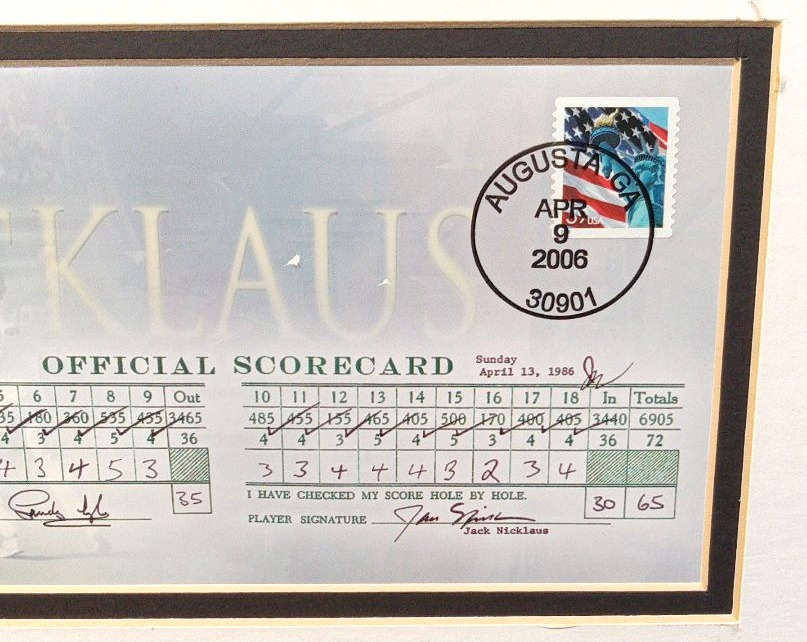 AUGUSTA, GA
APR
9
2006
30901
37 USA
KLAUS
OFFICIAL SCORECARD
Sunday
April 13, 1986
6 7 8 9 Out 10 11 12 13 14 15 16 17 18 In Totals
35 180 360 535 435 3465 485 455 155 465 405 500 170 400 405 3440 6905
4 3 4 5 4 36 4 4 3 5 4 5 3 4 4 36 72
4 3 4 5 3 3 3 4 4 4 3 2 3 4
35 I HAVE CHECKED MY SCORE HOLE BY HOLE. 30 65
PLAYER SIGNATURE
Jack Nicklaus